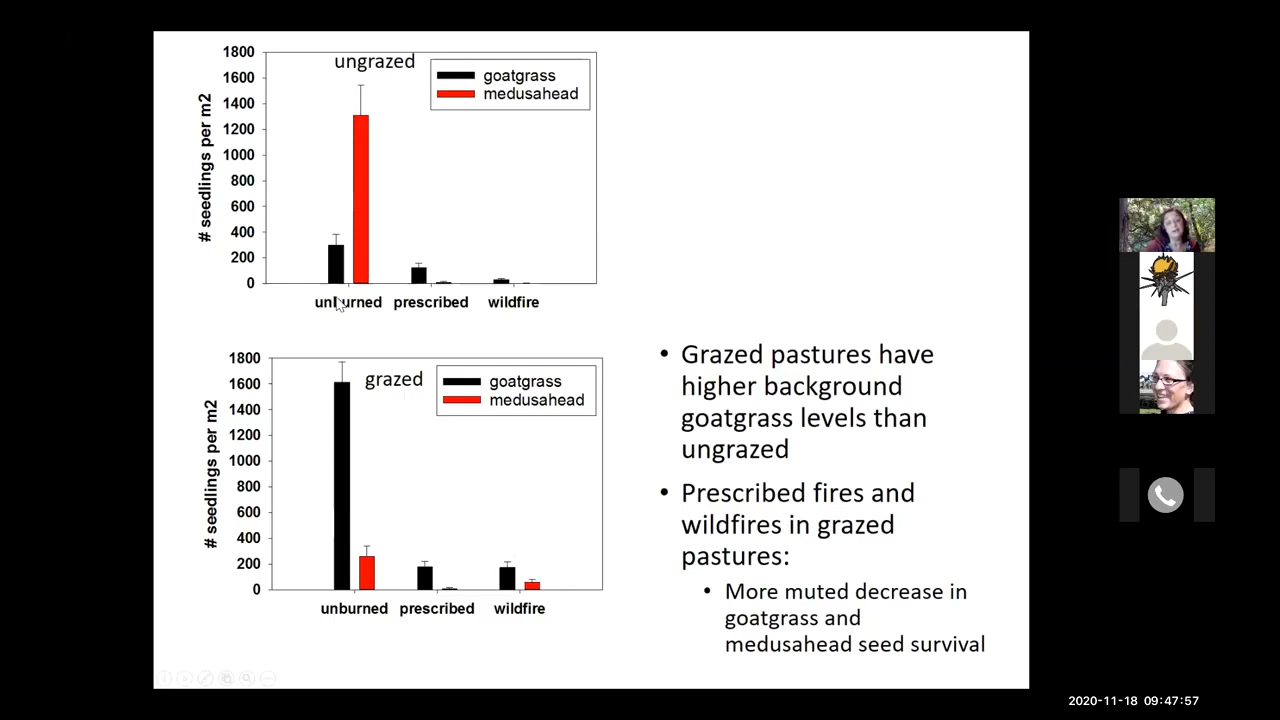 1800
ungrazed
1600
goatgrass
medusahead
1400
1200
1000
800
600
400
200
0
# seedlings per m2
unburned prescribed wildfire
1800
grazed
1600
goatgrass
medusahead
1400
1200
1000
800
600
400
200
0
# seedlings per m2
unburned prescribed wildfire
• Grazed pastures have
higher background
goatgrass levels than
ungrazed
• Prescribed fires and
wildfires in grazed
pastures:
• More muted decrease in
goatgrass and
medusahead seed survival
2020-11-18 09:47:57